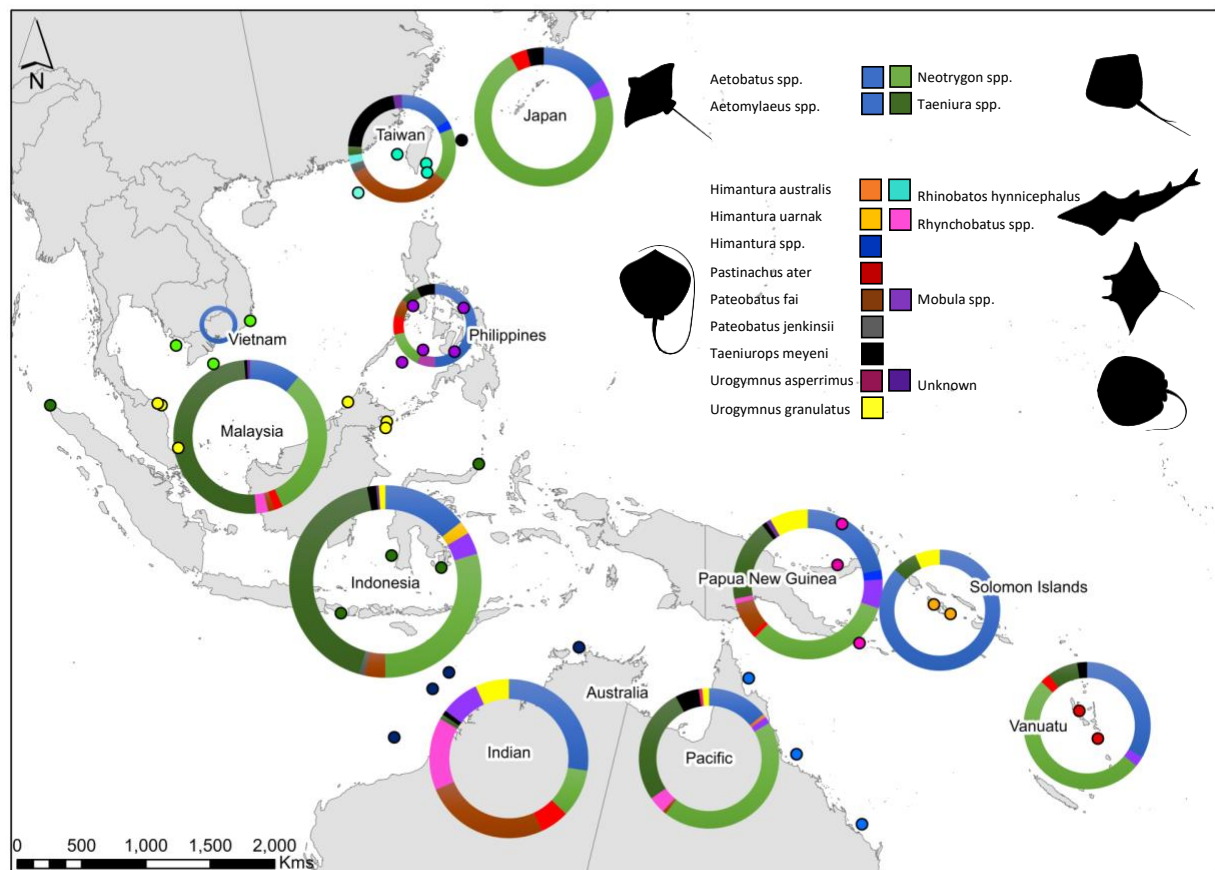 N
Japan
Taiwan
Aetobatus spp.
Neotrygon spp.
Aetomylaeus spp.
Taeniura spp.
Himantura australis
Rhinobatos hynnicephalus
Himantura uarnak
Rhynchobatus spp.
Himantura spp.
Pastinachus ater
Pateobatus fai
Mobula spp.
Pateobatus jenkinsii
Taeniurops meyeni
Urogymnus asperrimus
Unknpwn
Urogymnus granulatus
Vietnam
Philippines
Malaysia
Indonesia
Papua New Guinea
Solomon Islands
Australia
Vanuatu
Indian
Pacific
0 500 1,000 1,500 2,000
Kms